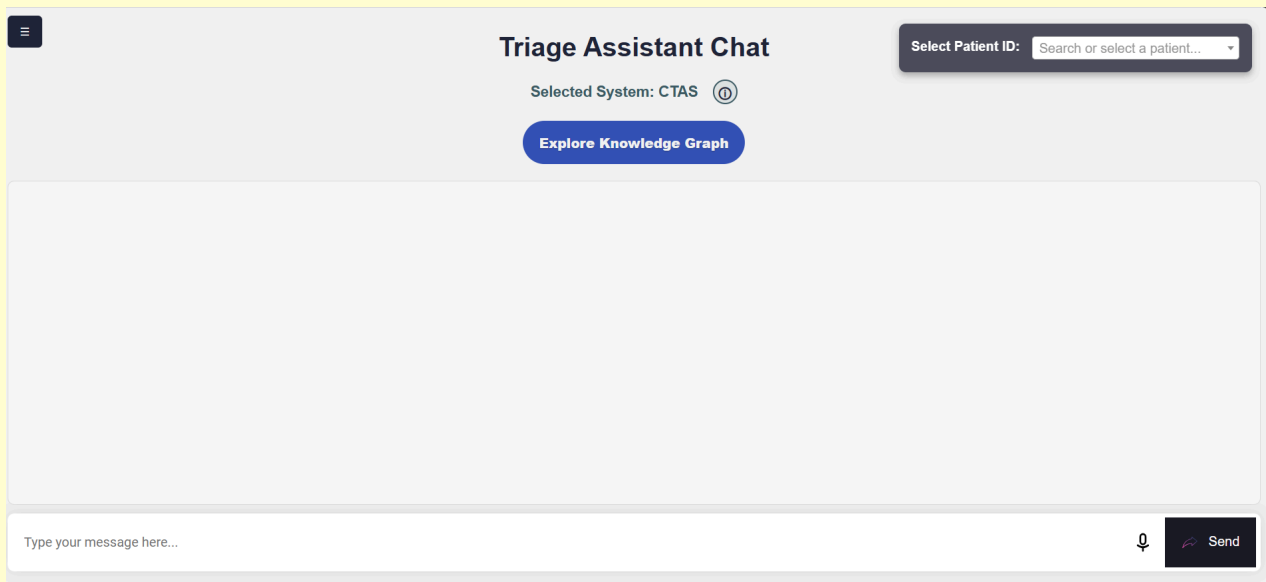 Triage Assistant Chat
Select Patient ID:
Search or select a patient...
Selected System: CTAS
Explore Knowledge Graph
Type your message here...
Send